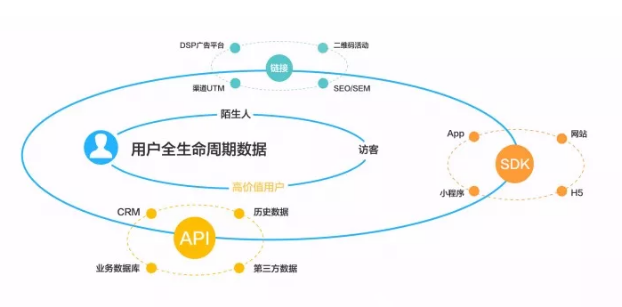 DSP广告平台
二维码活动
链接
渠道UTM
SEO/SEM
陌生人
用户全生命周期数据
访客
高价值用户
App
网站
SDK
小程序
H5
CRM
历史数据
API
业务数据库
第三方数据